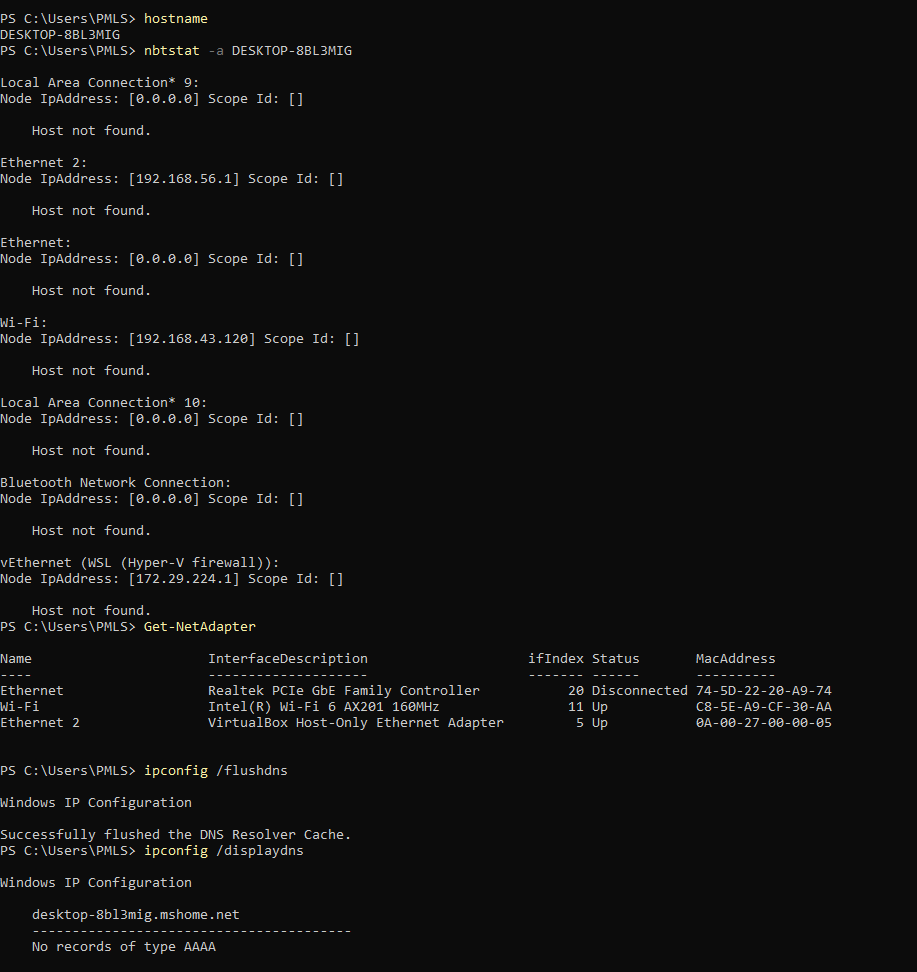 PS C:\Users\PMLS> hostname
DESKTOP-8BL3MIG
PS C:\Users\PMLS> nbtstat -a DESKTOP-8BL3MIG
Local Area Connection* 9:
Node IpAddress: [0.0.0.0] Scope Id: []
Host not found.
Ethernet 2:
Node IpAddress: [192.168.56.1] Scope Id: []
Host not found.
Ethernet:
Node IpAddress: [0.0.0.0] Scope Id: []
Host not found.
Wi-Fi:
Node IpAddress: [192.168.43.120] Scope Id: []
Host not found.
Local Area Connection* 10:
Node IpAddress: [0.0.0.0] Scope Id: []
Host not found.
Bluetooth Network Connection:
Node IpAddress: [0.0.0.0] Scope Id: []
Host not found.
vEthernet (WSL (Hyper-V firewall)):
Node IpAddress: [172.29.224.1] Scope Id: []
Host not found.
PS C:\Users\PMLS> Get-NetAdapter
Name InterfaceDescription ifIndex Status MacAddress
---- -------------------- ------- ------ ----------
Ethernet Realtek PCIe GbE Family Controller 20 Disconnected 74-5D-22-20-A9-74
Wi-Fi Intel(R) Wi-Fi 6 AX201 160MHz 11 Up C8-5E-A9-CF-30-AA
Ethernet 2 VirtualBox Host-Only Ethernet Adapter 5 Up 0A-00-27-00-00-05
PS C:\Users\PMLS> ipconfig /flushdns
Windows IP Configuration
Successfully flushed the DNS Resolver Cache.
PS C:\Users\PMLS> ipconfig /displaydns
Windows IP Configuration
desktop-8bl3mig.mshome.net
----------------------------------------
No records of type AAAA